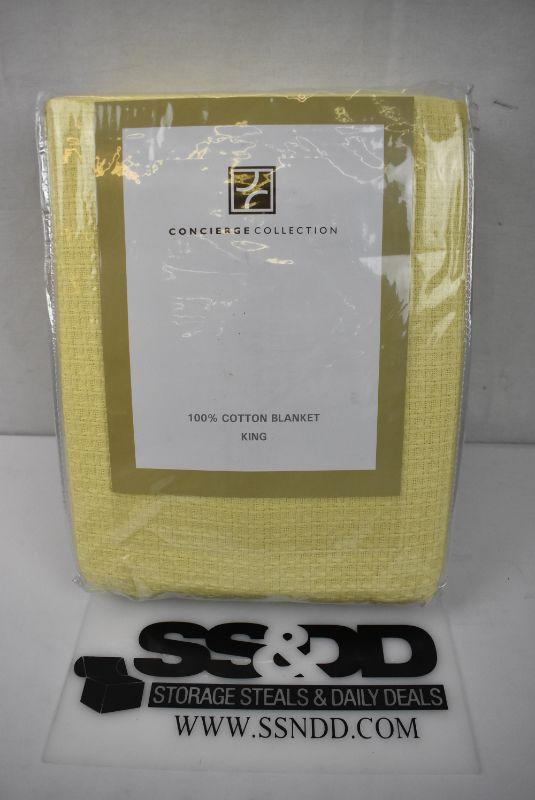 CONCIERGE COLLECTION
100% COTTON BLANKET
KING
SS&DD
STORAGE STEALS & DAILY DEALS
WWW.SSNDD.COM